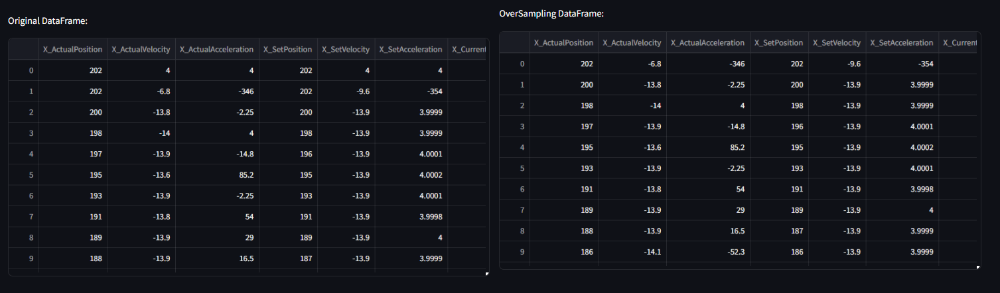 Original DataFrame:
X_ActualPosition X_ActualVelocity X_ActualAcceleration X_SetPosition X_SetVelocity X_SetAcceleration X_Current
0 202 4 4 202 4 4
1 202 -6.8 -346 202 -9.6 -354
2 200 -13.8 -2.25 200 -13.9 3.9999
3 198 -14 4 198 -13.9 3.9999
4 197 -13.9 -14.8 196 -13.9 4.0001
5 195 -13.6 85.2 195 -13.9 4.0002
6 193 -13.9 -2.25 193 -13.9 4.0001
7 191 -13.8 54 191 -13.9 3.9998
8 189 -13.9 29 189 -13.9 4
9 188 -13.9 16.5 187 -13.9 3.9999
OverSampling DataFrame:
X_ActualPosition X_ActualVelocity X_ActualAcceleration X_SetPosition X_SetVelocity X_SetAcceleration X_Current
0 202 -6.8 -346 202 -9.6 -354
1 200 -13.8 -2.25 200 -13.9 3.9999
2 198 -14 4 198 -13.9 3.9999
3 197 -13.9 -14.8 196 -13.9 4.0001
4 195 -13.6 85.2 195 -13.9 4.0002
5 193 -13.9 -2.25 193 -13.9 4.0001
6 191 -13.8 54 191 -13.9 3.9998
7 189 -13.9 29 189 -13.9 4
8 188 -13.9 16.5 187 -13.9 3.9999
9 186 -14.1 -52.3 186 -13.9 3.9999